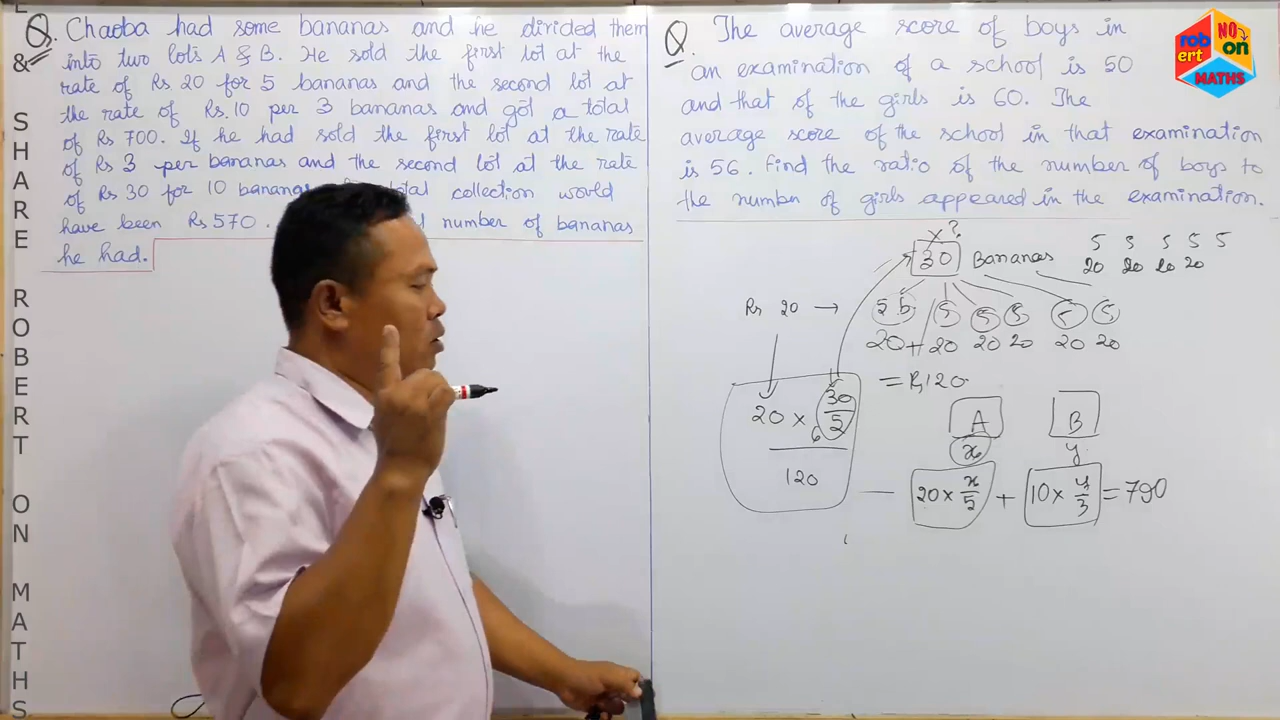 Q. Chaoba had some bananas and he divided them
into two lots A & B. He sold the first lot at the
rate of Rs 20 for 5 bananas and the second lot at
the rate of Rs. 10 per 3 bananas and got a total
of Rs 700. If he had sold the first lot at the rate
of Rs 3 per bananas and the second lot at the rate
of Rs 30 for 10 bananas total collection would
have been Rs 570. number of bananas
he had.
Q. The average score of boys in
an examination of a school is 50
and that of the girls is 60. The
average score of the school in that examination
is 56. Find the ratio of the number of boys to
the number of girls appeared in the examination.
x?
30 Bananas
5 5 5 5 5
20 20 20 20
Rs 20 →
5 5 5 5 5 5
20 + 20 20 20 20 20
= Rs 120
20 × 30/5
6
120
A B
x y
20 × x/5 + 10 × y/3 = 700
& SHARE ROBERT ON MATHS
robert NO on MATHS